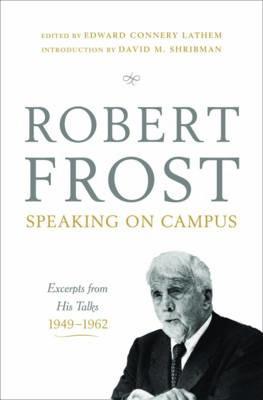 EDITED BY EDWARD CONNERY LATHEM
INTRODUCTION BY DAVID M. SHRIBMAN
ROBERT
FROST
SPEAKING ON CAMPUS
Excerpts from
His Talks
1949–1962